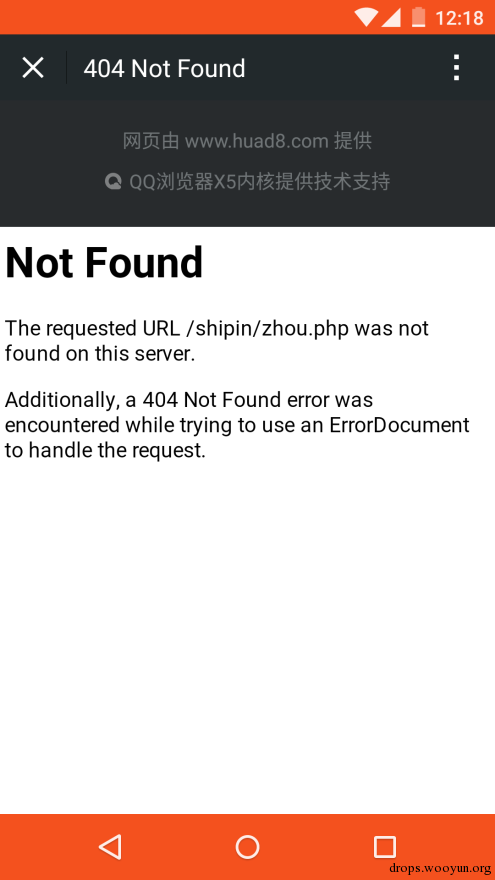 12:18
404 Not Found
网页由 www.huad8.com 提供
QQ浏览器X5内核提供技术支持
Not Found
The requested URL /shipin/zhou.php was not
found on this server.
Additionally, a 404 Not Found error was
encountered while trying to use an ErrorDocument
to handle the request.
drops.wooyun.org